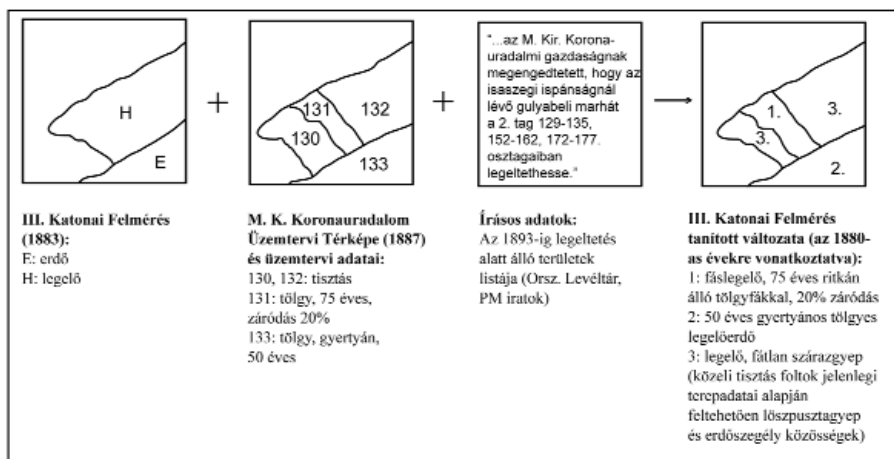 H
E
131
132
130
133
"...az M. Kir. Korona-
uradalmi gazdaságnak
megengedtetett, hogy az
isaszegi ispánságnál
lévő gulyabeli marhát
a 2. tag 129-135,
152-162, 172-177.
osztagaiban
legeltethesse."
1.
3.
3.
2.
III. Katonai Felmérés
(1883):
E: erdő
H: legelő
M. K. Koronauradalom
Üzemtervi Térképe (1887)
és üzemtervi adatai:
130, 132: tisztás
131: tölgy, 75 éves,
záródás 20%
133: tölgy, gyertyán,
50 éves
Írásos adatok:
Az 1893-ig legeltetés
alatt álló területek
listája (Orsz. Levéltár,
PM iratok)
III. Katonai Felmérés
tanított változata (az 1880-
as évekre vonatkoztatva):
1: fáslegelő, 75 éves ritkán
álló tölgyfákkal, 20% záródás
2: 50 éves gyertyános tölgyes
legelőerdő
3: legelő, fátlan szárazgyep
(közeli tisztás foltok jelenlegi
terepadatai alapján
feltehetően löszpusztagyep
és erdőszegély közösségek)